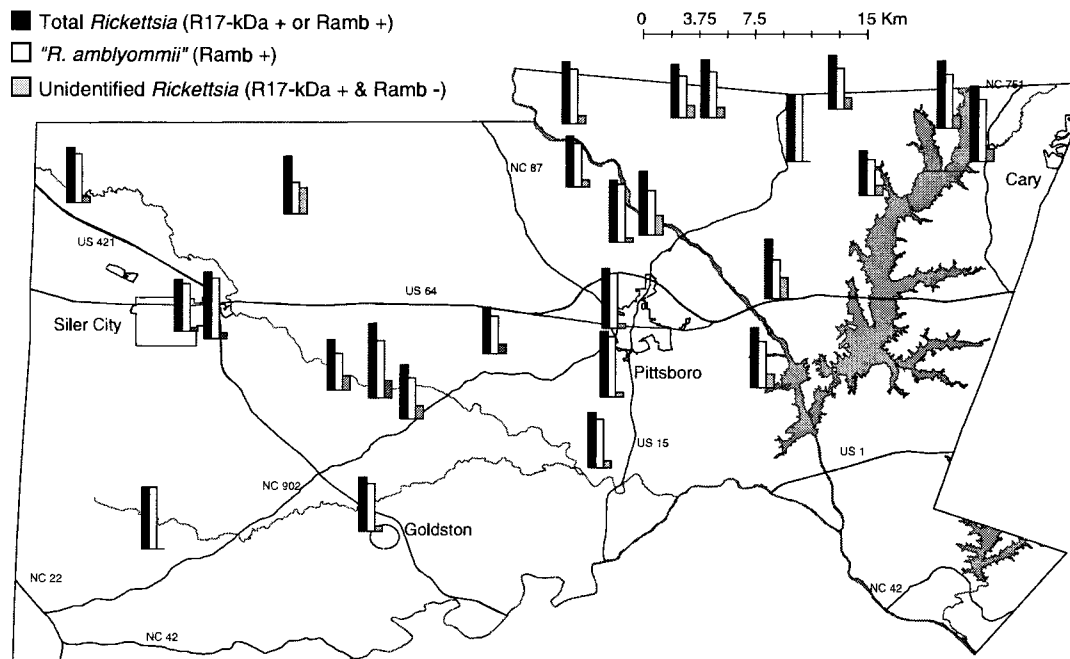 Total Rickettsia (R17-kDa + or Ramb +)
"R. amblyommii" (Ramb +)
Unidentified Rickettsia (R17-kDa + & Ramb -)
0 3.75 7.5 15 Km
NC 751
Cary
NC 87
US 421
US 64
Siler City
Pittsboro
US 15
US 1
NC 902
Goldston
NC 22
NC 42
NC 42